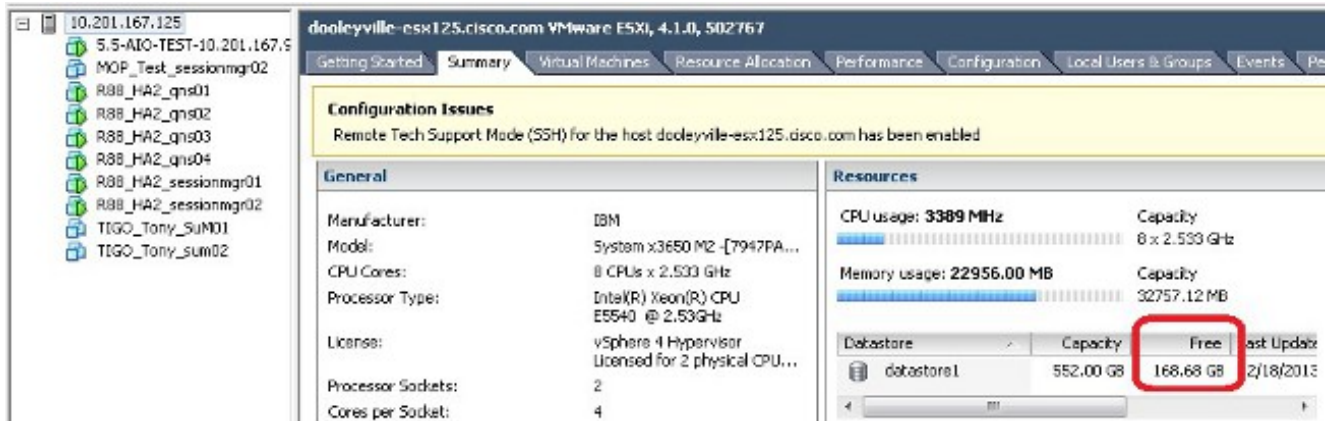 10.201.167.125
5.5-AIO-TEST-10.201.167.9
MOP_Test_sessionmgr02
R88_HA2_qns01
R88_HA2_qns02
R88_HA2_qns03
R88_HA2_qns04
R88_HA2_sessionmgr01
R88_HA2_sessionmgr02
TIGO_Tony_SuM01
TIGO_Tony_sum02
dooleyville-esx125.cisco.com VMware ESXi, 4.1.0, 502767
Getting Started Summary Virtual Machines Resource Allocation Performance Configuration Local Users & Groups Events Pe
Configuration Issues
Remote Tech Support Mode (SSH) for the host dooleyville-esx125.cisco.com has been enabled
General
Manufacturer: IBM
Model: System x3650 M2 -[7947PA...
CPU Cores: 8 CPUs x 2.533 GHz
Processor Type: Intel(R) Xeon(R) CPU
E5540 @ 2.53GHz
License: vSphere 4 Hypervisor
Licensed for 2 physical CPU...
Processor Sockets: 2
Cores per Socket: 4
Resources
CPU usage: 3389 MHz Capacity
8 x 2.533 GHz
Memory usage: 22956.00 MB Capacity
32757.12 MB
Datastore Capacity Free ast Update
datastore1 552.00 GB 168.68 GB 2/18/2013